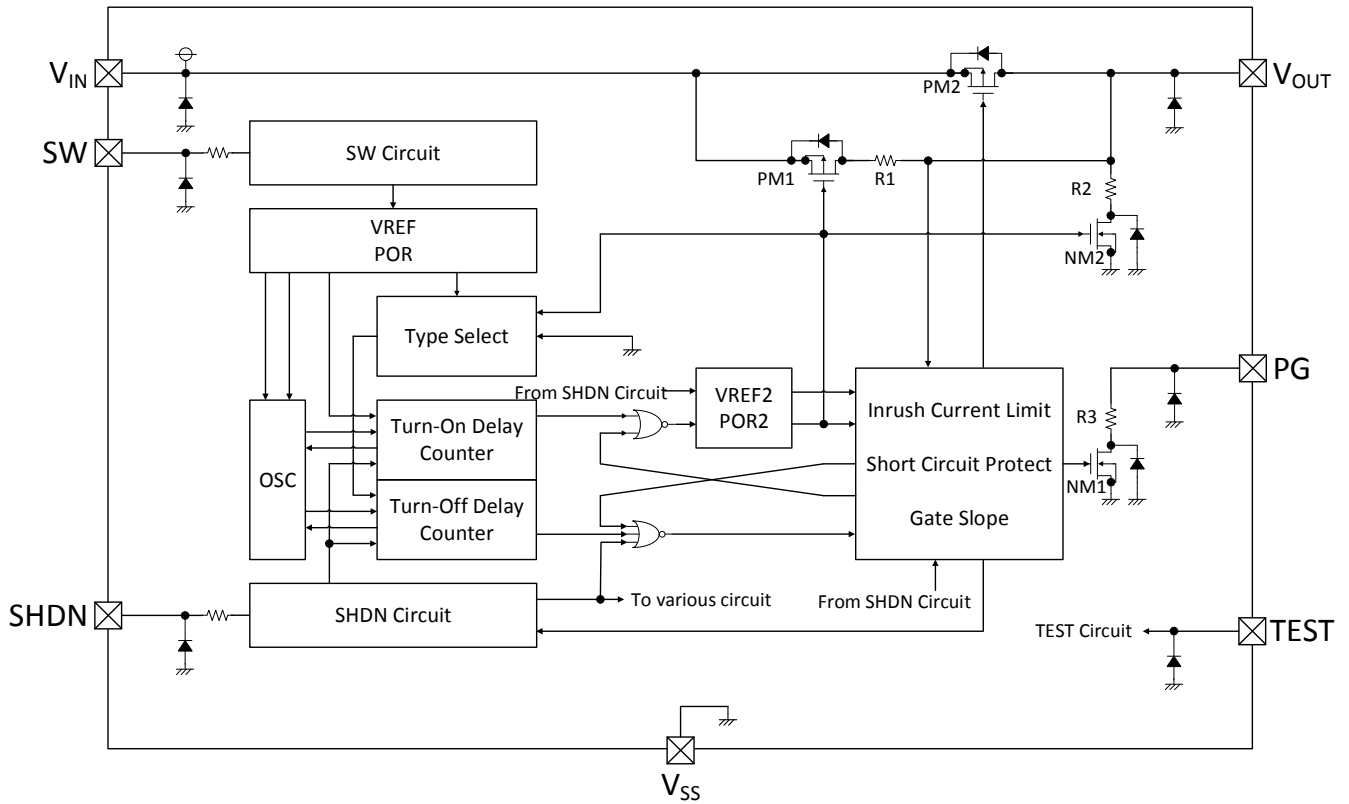 V_IN
V_OUT
PM2
SW
SW Circuit
PM1
R1
R2
VREF
POR
NM2
Type Select
PG
From SHDN Circuit
VREF2
POR2
Inrush Current Limit
R3
Turn-On Delay
Counter
OSC
Short Circuit Protect
NM1
Turn-Off Delay
Counter
Gate Slope
SHDN
SHDN Circuit
To various circuit
From SHDN Circuit
TEST Circuit
TEST
V_SS